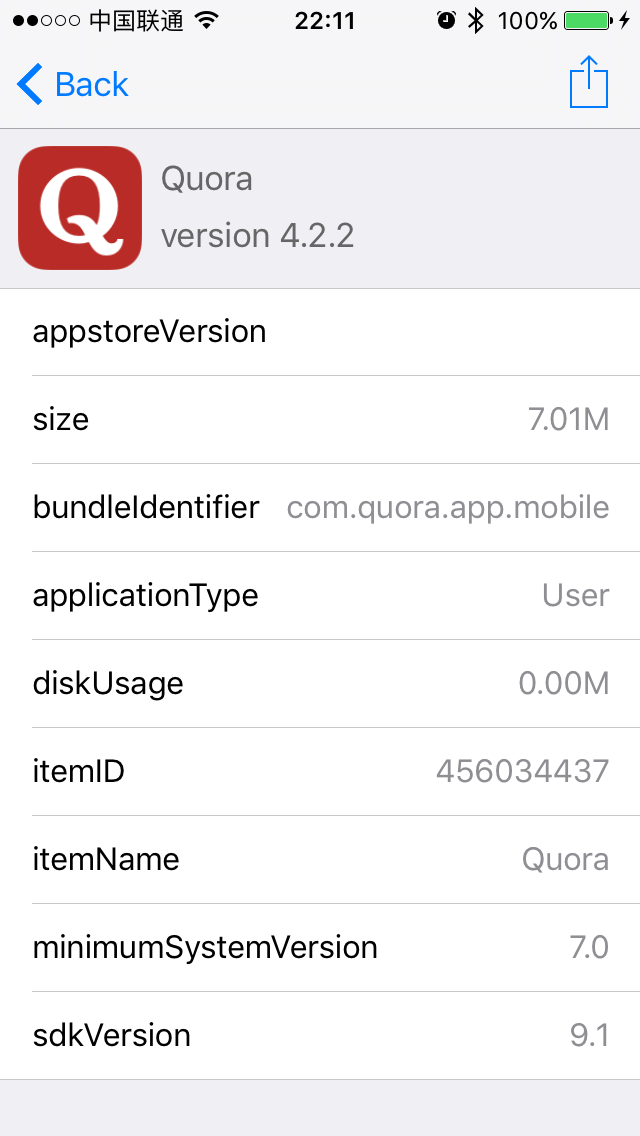 中国联通 22:11 100%
Back
Q Quora
version 4.2.2
appstoreVersion
size 7.01M
bundleIdentifier com.quora.app.mobile
applicationType User
diskUsage 0.00M
itemID 456034437
itemName Quora
minimumSystemVersion 7.0
sdkVersion 9.1